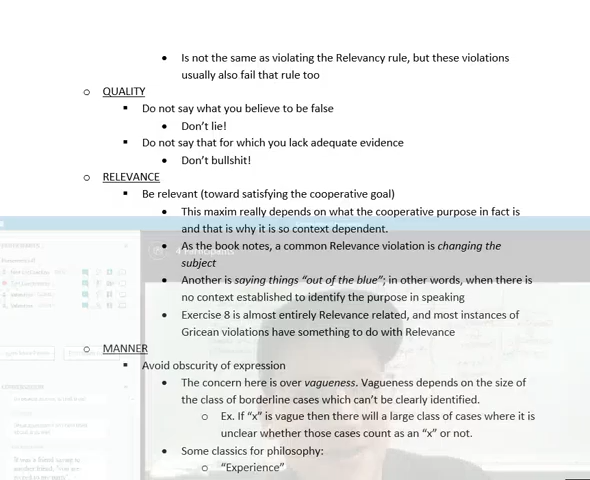 • Is not the same as violating the Relevancy rule, but these violations
usually also fail that rule too
o QUALITY
▪ Do not say what you believe to be false
• Don't lie!
▪ Do not say that for which you lack adequate evidence
• Don't bullshit!
o RELEVANCE
▪ Be relevant (toward satisfying the cooperative goal)
• This maxim really depends on what the cooperative purpose in fact is
and that is why it is so context dependent.
• As the book notes, a common Relevance violation is changing the
subject
• Another is saying things "out of the blue"; in other words, when there is
no context established to identify the purpose in speaking
• Exercise 8 is almost entirely Relevance related, and most instances of
Gricean violations have something to do with Relevance
o MANNER
▪ Avoid obscurity of expression
• The concern here is over vagueness. Vagueness depends on the size of
the class of borderline cases which can't be clearly identified.
o Ex. If "x" is vague then there will a large class of cases where it is
unclear whether those cases count as an "x" or not.
• Some classics for philosophy:
o "Experience"